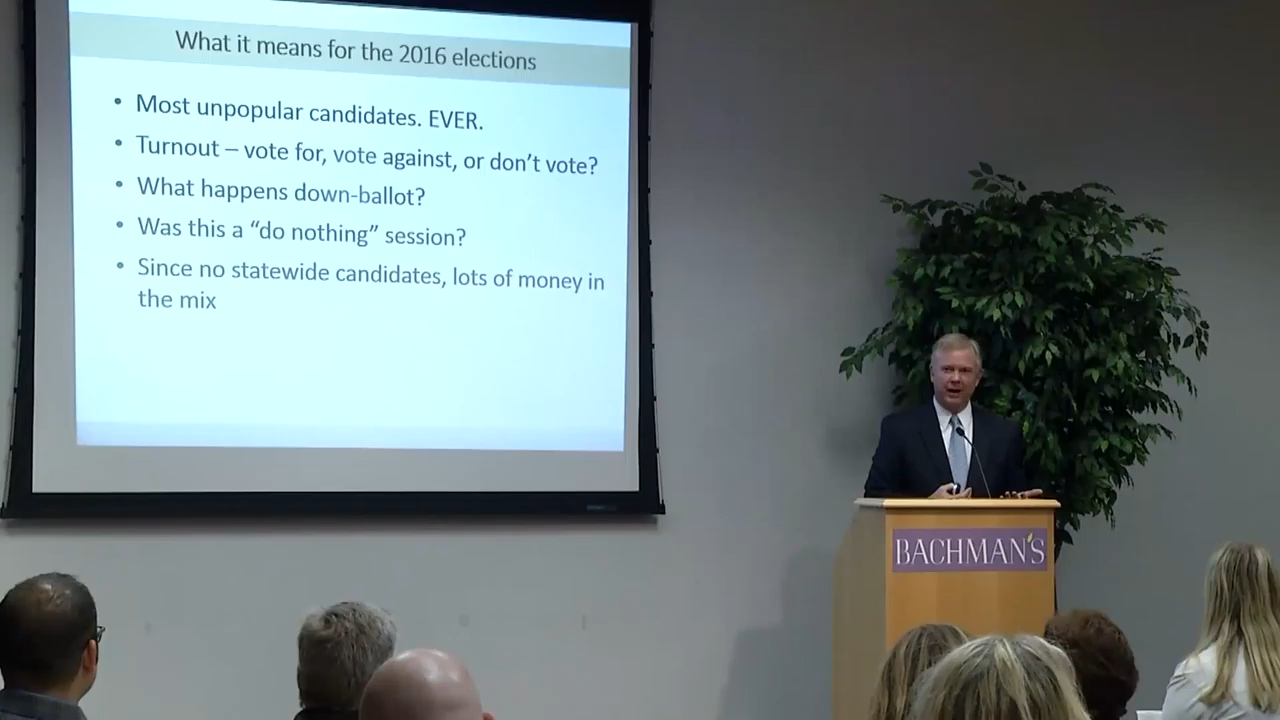 What it means for the 2016 elections
• Most unpopular candidates. EVER.
• Turnout – vote for, vote against, or don't vote?
• What happens down-ballot?
• Was this a “do nothing” session?
• Since no statewide candidates, lots of money in
the mix
BACHMAN'S